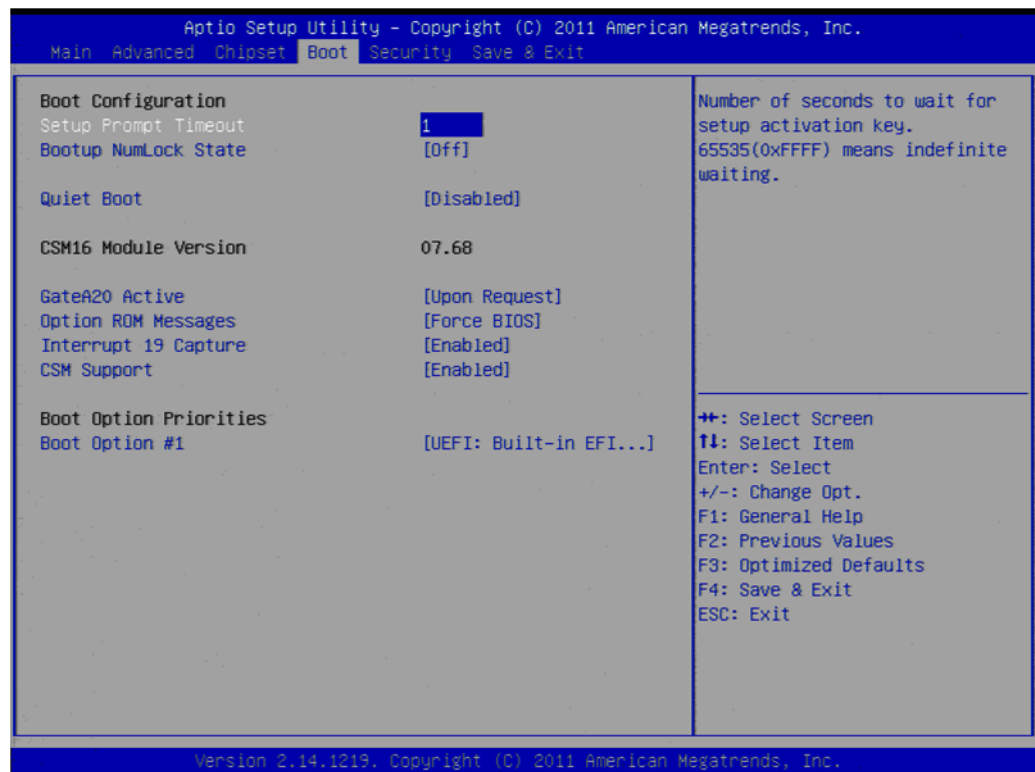 Aptio Setup Utility – Copyright (C) 2011 American Megatrends, Inc.
Main Advanced Chipset Boot Security Save & Exit
Boot Configuration
Setup Prompt Timeout 1
Bootup NumLock State [Off]
Quiet Boot [Disabled]
CSM16 Module Version 07.68
GateA20 Active [Upon Request]
Option ROM Messages [Force BIOS]
Interrupt 19 Capture [Enabled]
CSM Support [Enabled]
Boot Option Priorities
Boot Option #1 [UEFI: Built-in EFI...]
Number of seconds to wait for
setup activation key.
65535(0xFFFF) means indefinite
waiting.
→←: Select Screen
↑↓: Select Item
Enter: Select
+/-: Change Opt.
F1: General Help
F2: Previous Values
F3: Optimized Defaults
F4: Save & Exit
ESC: Exit
Version 2.14.1219. Copyright (C) 2011 American Megatrends, Inc.